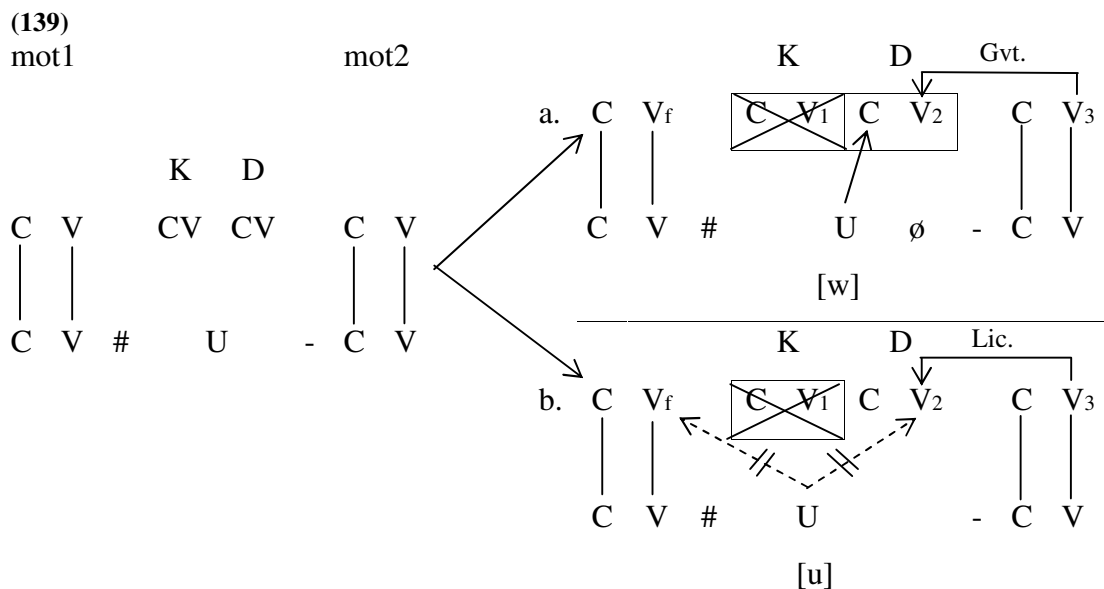 (139)
mot1 mot2 K D Gvt.
a. C Vf C V1 C V2 C V3
K D
C V CV CV C V
C V # U ø - C V
[w]
C V # U - C V
K D Lic.
b. C Vf C V1 C V2 C V3
C V # U - C V
[u]